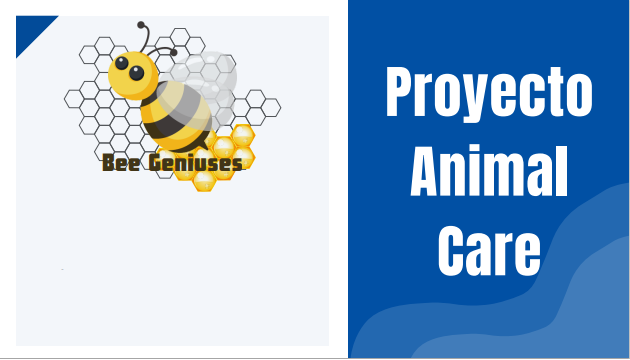 Bee Geniuses
Proyecto
Animal
Care